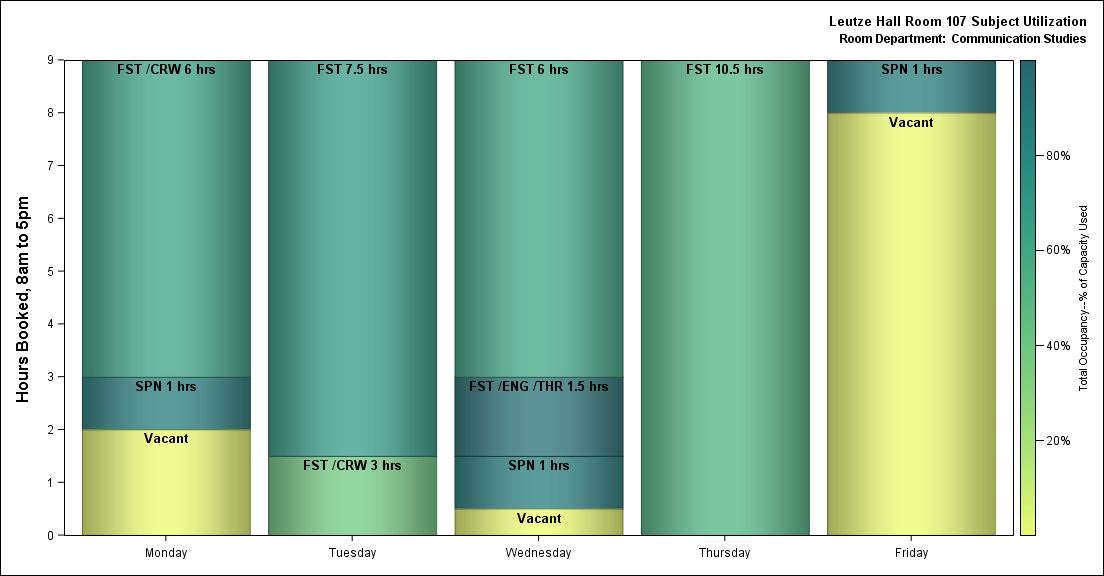 Leutze Hall Room 107 Subject Utilization
Room Department: Communication Studies
Hours Booked, 8am to 5pm
9
8
7
6
5
4
3
2
1
0
FST /CRW 6 hrs
SPN 1 hrs
Vacant
FST 7.5 hrs
FST /CRW 3 hrs
FST 6 hrs
FST /ENG /THR 1.5 hrs
SPN 1 hrs
Vacant
FST 10.5 hrs
SPN 1 hrs
Vacant
Monday
Tuesday
Wednesday
Thursday
Friday
80%
60%
40%
20%
Total Occupancy--% of Capacity Used